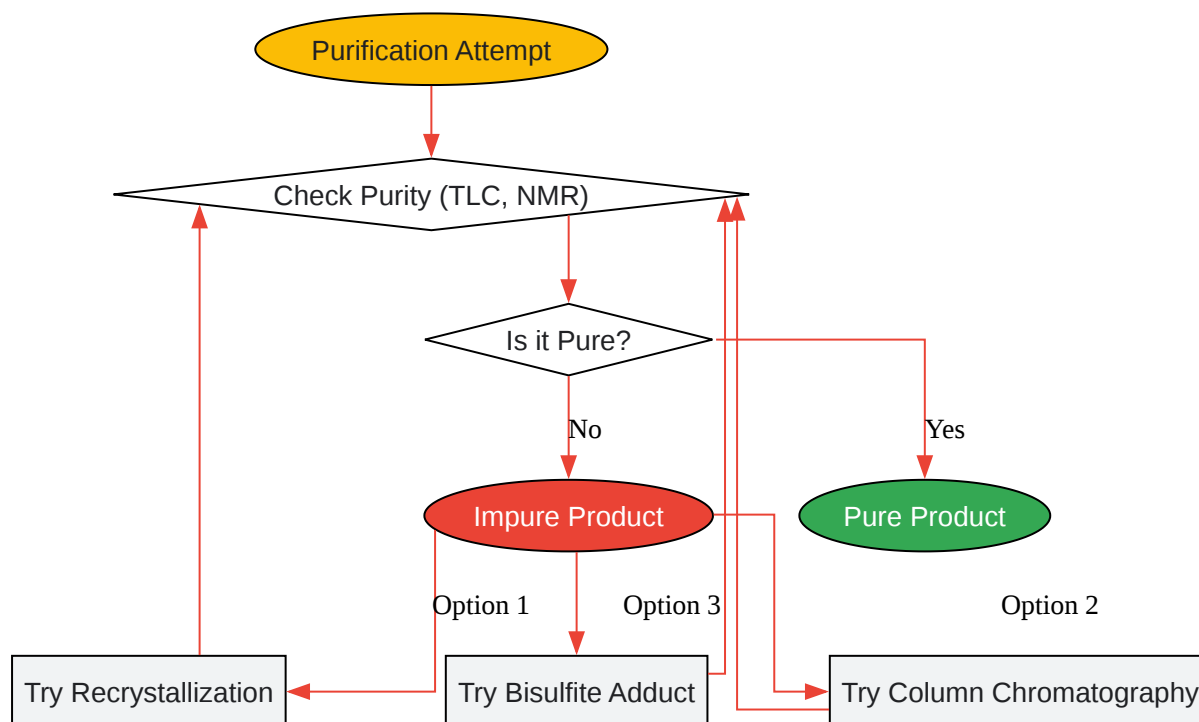 Purification Attempt
Check Purity (TLC, NMR)
Is it Pure?
No
Yes
Impure Product
Pure Product
Option 1
Option 3
Option 2
Try Recrystallization
Try Bisulfite Adduct
Try Column Chromatography